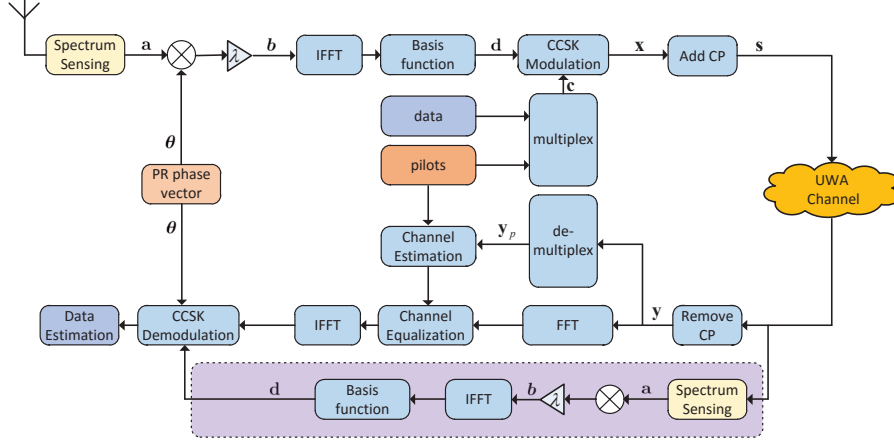 Spectrum
Sensing
a
λ
b
IFFT
Basis
function
d
CCSK
Modulation
x
Add CP
s
c
data
multiplex
pilots
θ
PR phase
vector
θ
UWA
Channel
Channel
Estimation
y p
de-
multiplex
Data
Estimation
CCSK
Demodulation
IFFT
Channel
Equalization
FFT
y
Remove
CP
d
Basis
function
IFFT
b
λ
a
Spectrum
Sensing